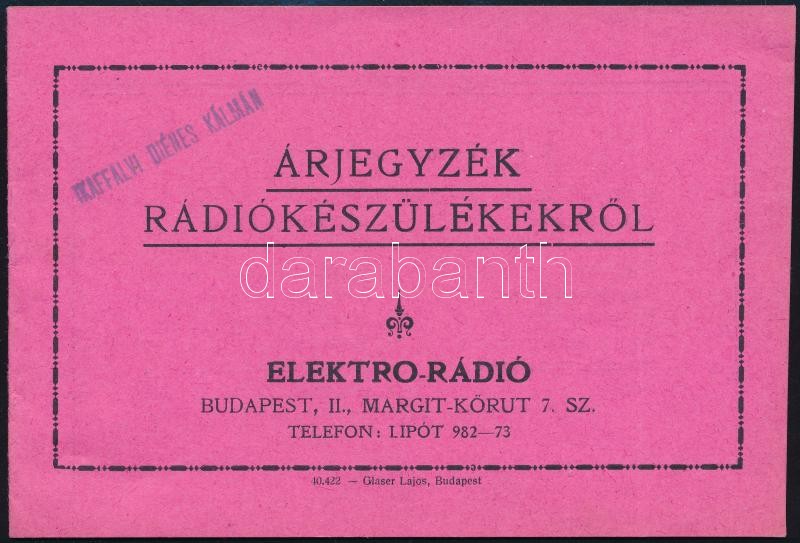 IKAFFALVI DIÉNES KÁLMÁN
ÁRJEGYZÉK
RÁDIÓKÉSZÜLÉKEKRŐL
darabanth
ELEKTRO-RÁDIÓ
BUDAPEST, II., MARGIT-KÖRUT 7. SZ.
TELEFON: LIPÓT 982—73
40.422 — Glaser Lajos, Budapest